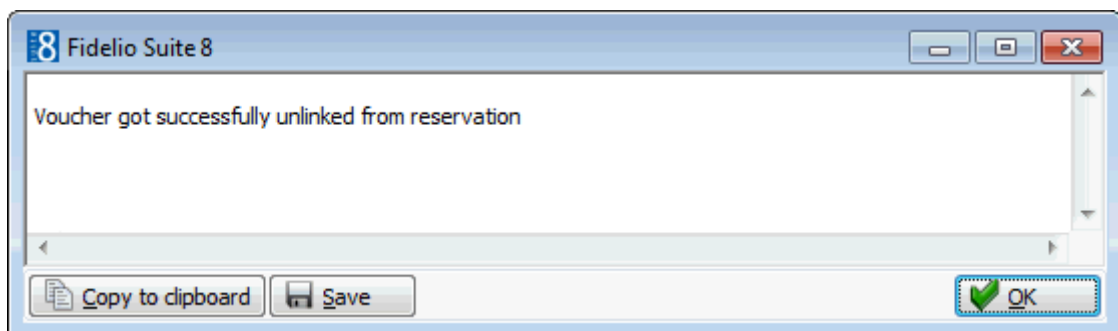 8 Fidelio Suite 8
Voucher got successfully unlinked from reservation
Copy to clipboard Save OK